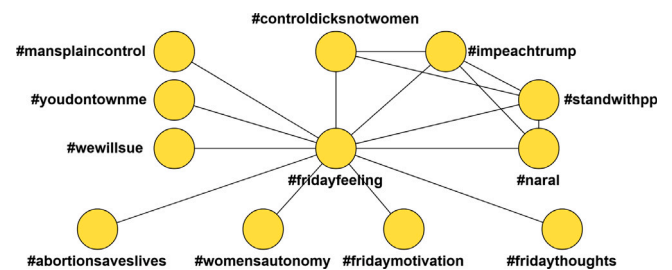 #controldicksnotwomen
#mansplaincontrol
#impeachtrump
#youdontownme
#standwithpp
#wewillsue
#fridayfeeling
#naral
#abortionsaveslives
#womensautonomy
#fridaymotivation
#fridaythoughts